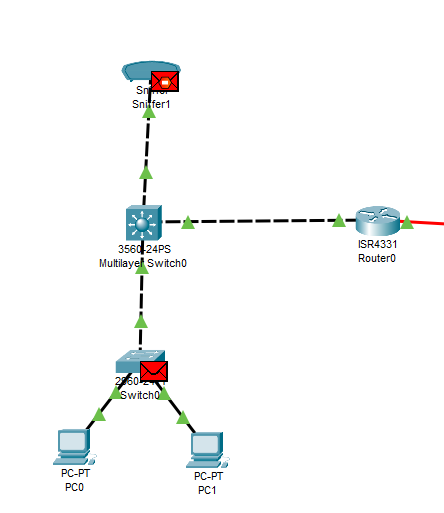 Sniffer
Sniffer1
3560-24PS
Multilayer Switch0
ISR4331
Router0
Switch0
PC-PT
PC0
PC-PT
PC1